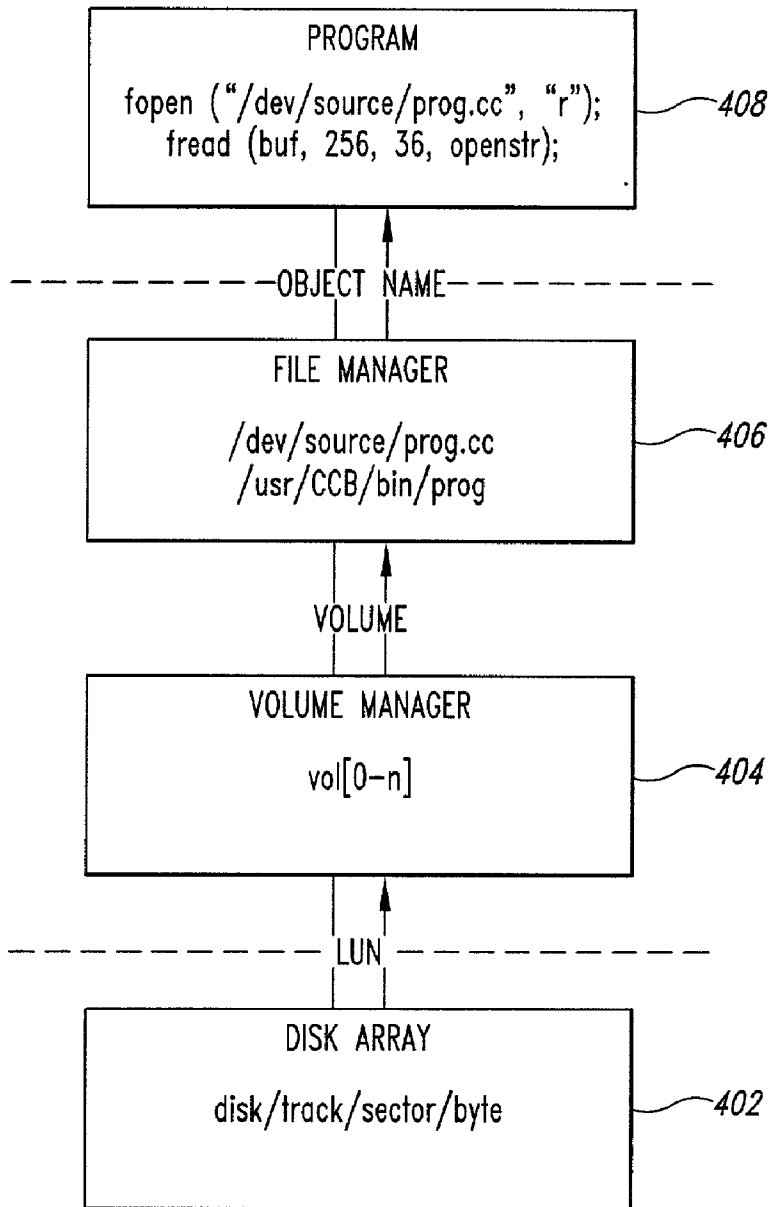 PROGRAM
fopen ("/dev/source/prog.cc", "r");
fread (buf, 256, 36, openstr);
408
OBJECT NAME
FILE MANAGER
/dev/source/prog.cc
/usr/CCB/bin/prog
406
VOLUME
VOLUME MANAGER
vol[0-n]
404
LUN
DISK ARRAY
disk/track/sector/byte
402